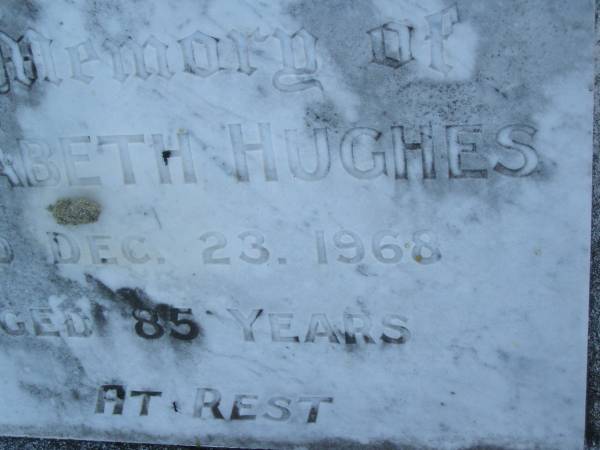 Memory of
ABETH HUGHES
D DEC. 23. 1968
GED 85 YEARS
AT REST